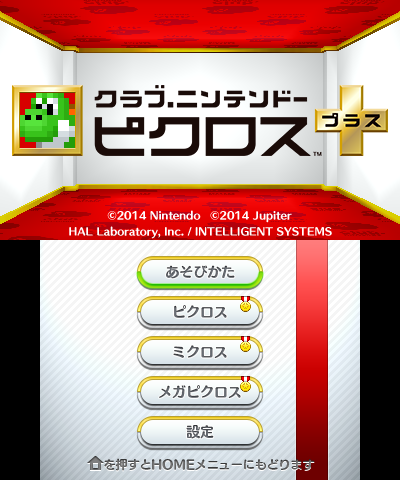 クラブ.ニンテンドー
ピクロス™
プラス
©2014 Nintendo ©2014 Jupiter
HAL Laboratory, Inc. / INTELLIGENT SYSTEMS
あそびかた
ピクロス
ミクロス
メガピクロス
設定
を押すとHOMEメニューにもどります